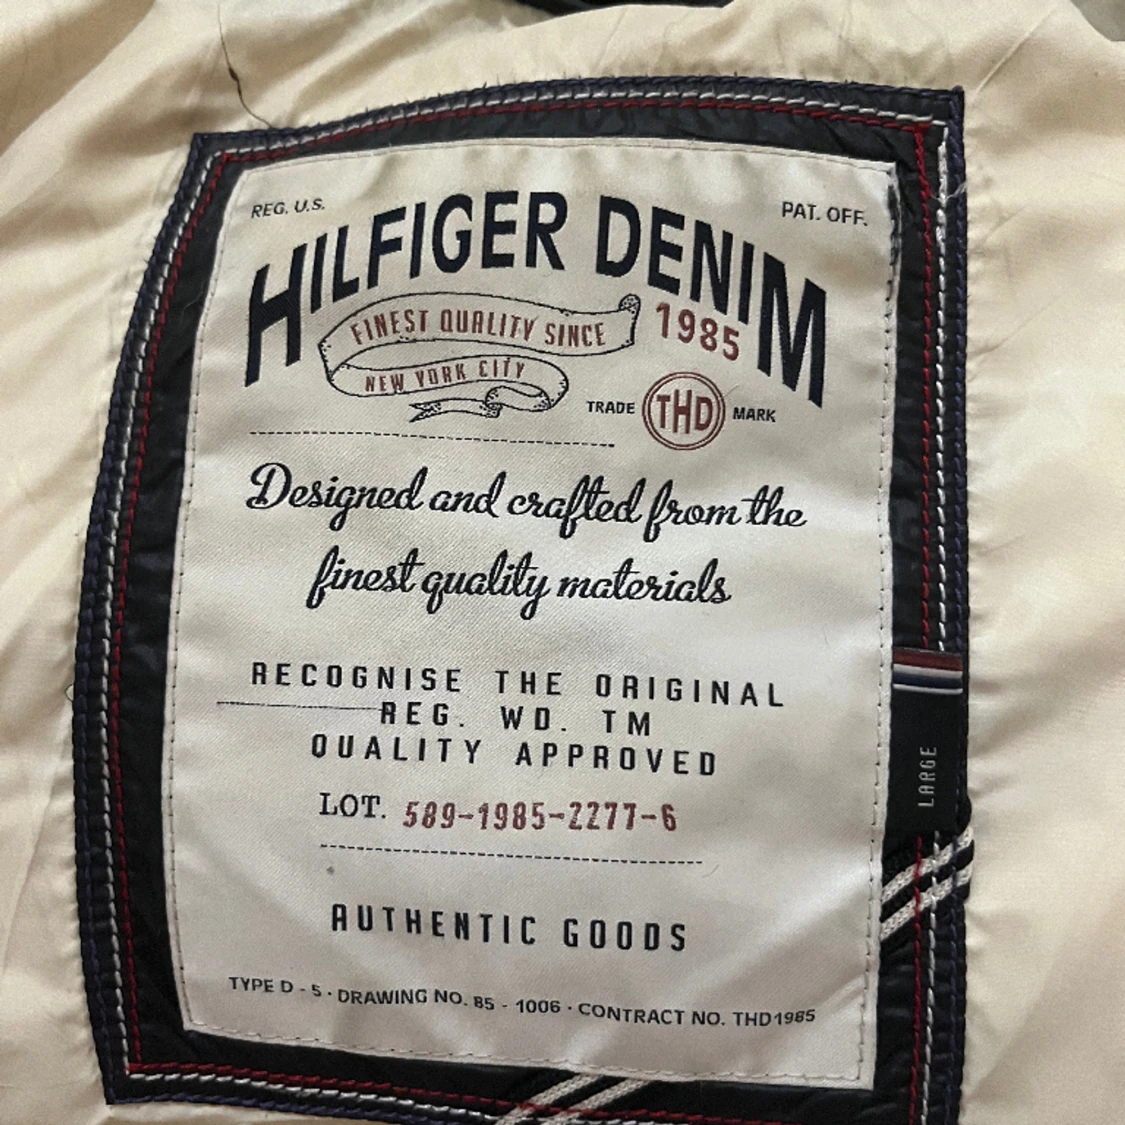 REG. U.S. PAT. OFF.
HILFIGER DENIM
FINEST QUALITY SINCE 1985
NEW YORK CITY
TRADE THD MARK
Designed and crafted from the
finest quality materials
RECOGNISE THE ORIGINAL
REG. WD. TM
QUALITY APPROVED
LOT. 589-1985-2277-6
AUTHENTIC GOODS
TYPE D - 5 · DRAWING NO. 85 - 1006 · CONTRACT NO. THD1985
LARGE